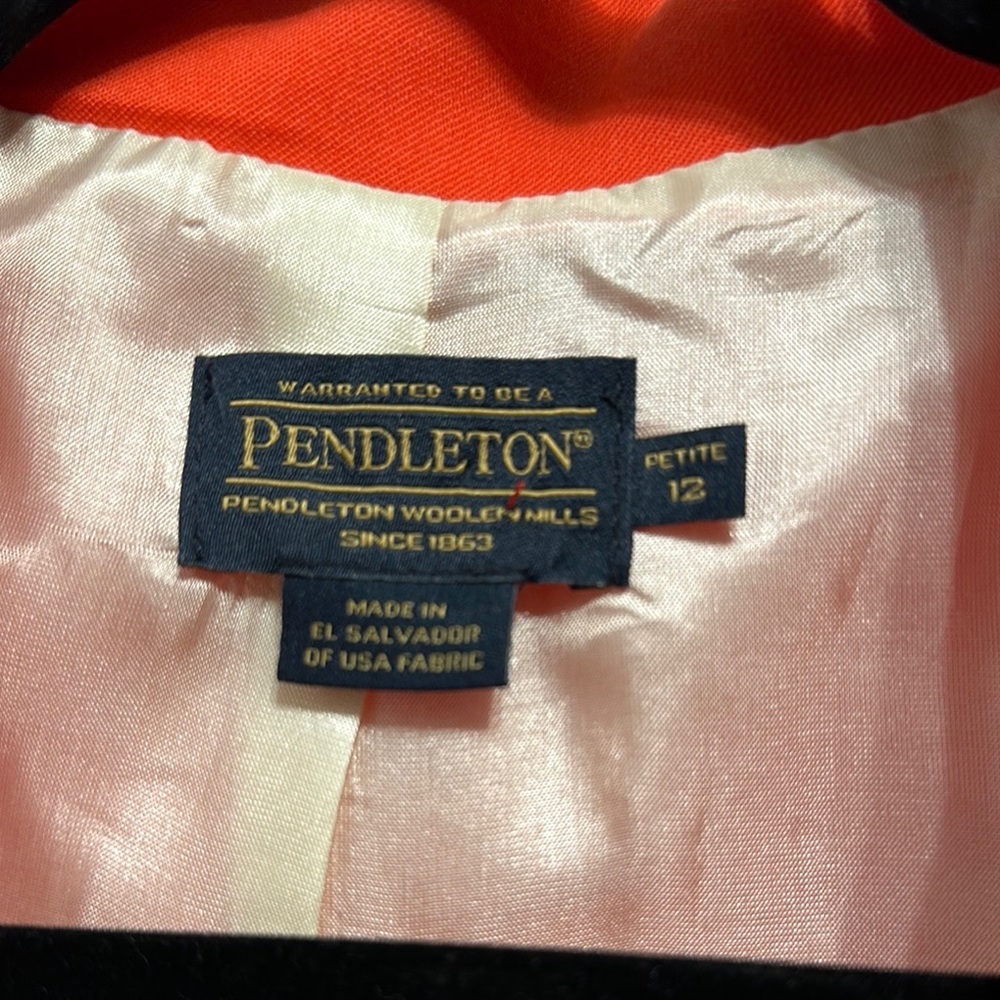 WARRANTED TO BE A
PENDLETON®
PENDLETON WOOLEN MILLS
SINCE 1863
PETITE
12
MADE IN
EL SALVADOR
OF USA FABRIC